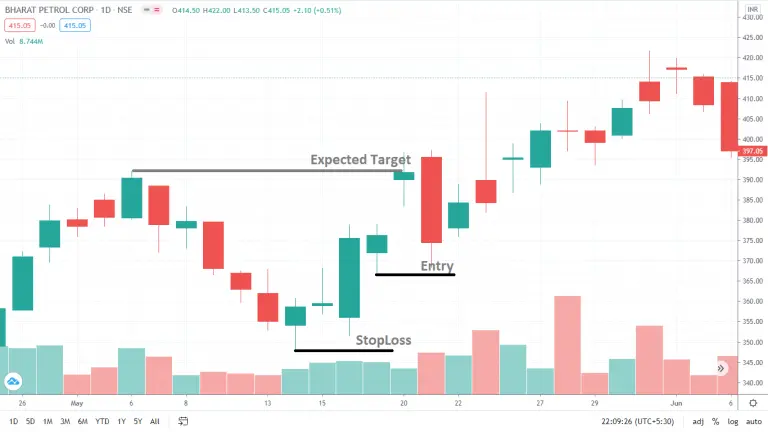 BHARAT PETROL CORP · 1D · NSE O414.50 H422.00 L413.50 C415.05 +2.10 (+0.51%) INR
415.05 -0.00 415.05
Vol 8.744M
430.00
425.00
420.00
415.00
410.00
405.00
400.00
397.05
395.00
390.00
385.00
380.00
375.00
370.00
365.00
360.00
355.00
350.00
345.00
340.00
Expected Target
Entry
StopLoss
26 May 6 8 13 15 20 22 27 29 Jun 6
1D 5D 1M 3M 6M YTD 1Y 5Y All 22:09:26 (UTC+5:30) adj % log auto